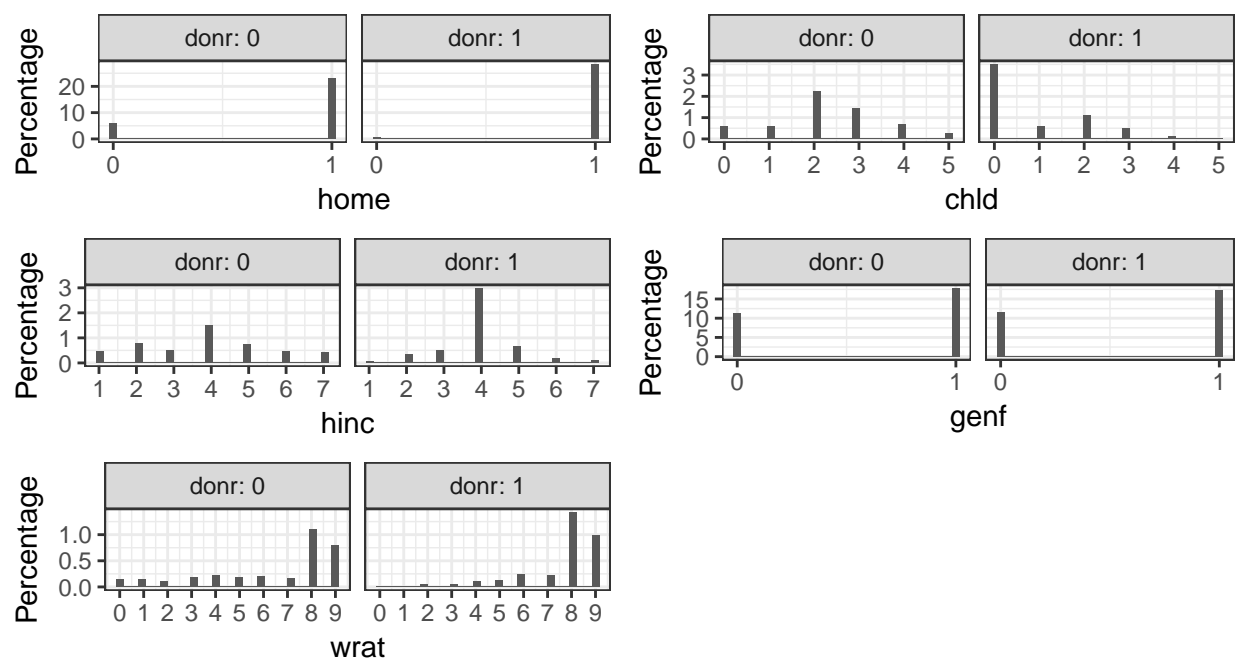 donr: 0 donr: 1
Percentage
20
10
0
0 1 0 1
home
donr: 0 donr: 1
Percentage
3
2
1
0
0 1 2 3 4 5 0 1 2 3 4 5
chld
donr: 0 donr: 1
Percentage
3
2
1
0
1 2 3 4 5 6 7 1 2 3 4 5 6 7
hinc
donr: 0 donr: 1
Percentage
15
10
5
0
0 1 0 1
genf
donr: 0 donr: 1
Percentage
1.0
0.5
0.0
0 1 2 3 4 5 6 7 8 9 0 1 2 3 4 5 6 7 8 9
wrat